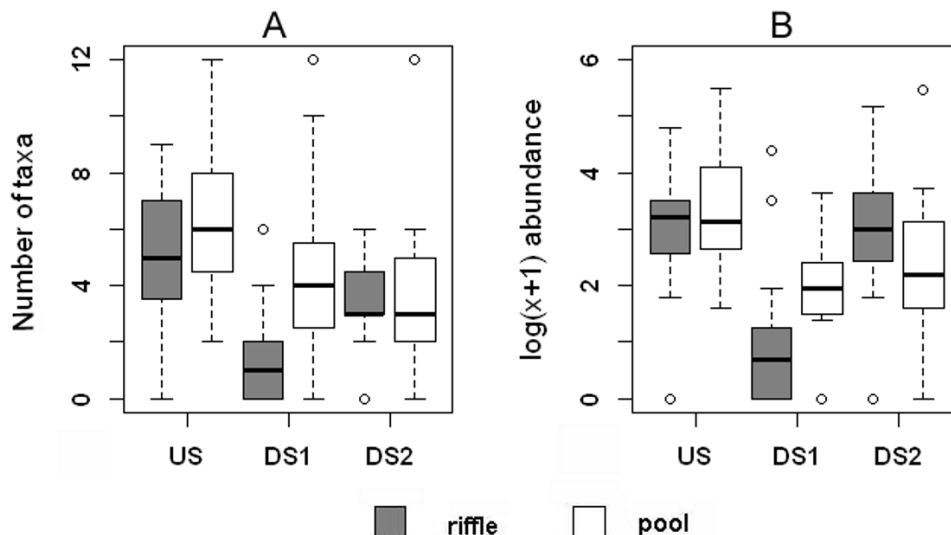 A
B
Number of taxa
12
8
4
0
US
DS1
DS2
log(x+1) abundance
6
4
2
0
US
DS1
DS2
riffle
pool